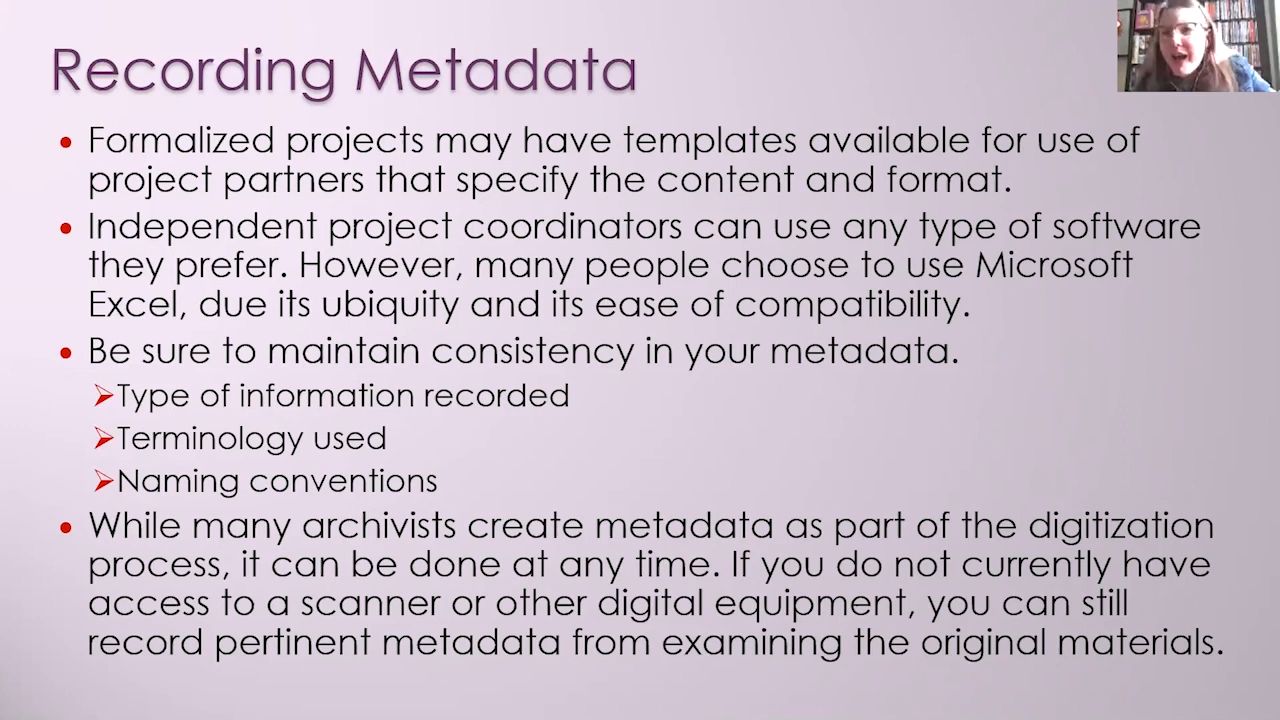 Recording Metadata
• Formalized projects may have templates available for use of
project partners that specify the content and format.
• Independent project coordinators can use any type of software
they prefer. However, many people choose to use Microsoft
Excel, due its ubiquity and its ease of compatibility.
• Be sure to maintain consistency in your metadata.
➢Type of information recorded
➢Terminology used
➢Naming conventions
• While many archivists create metadata as part of the digitization
process, it can be done at any time. If you do not currently have
access to a scanner or other digital equipment, you can still
record pertinent metadata from examining the original materials.